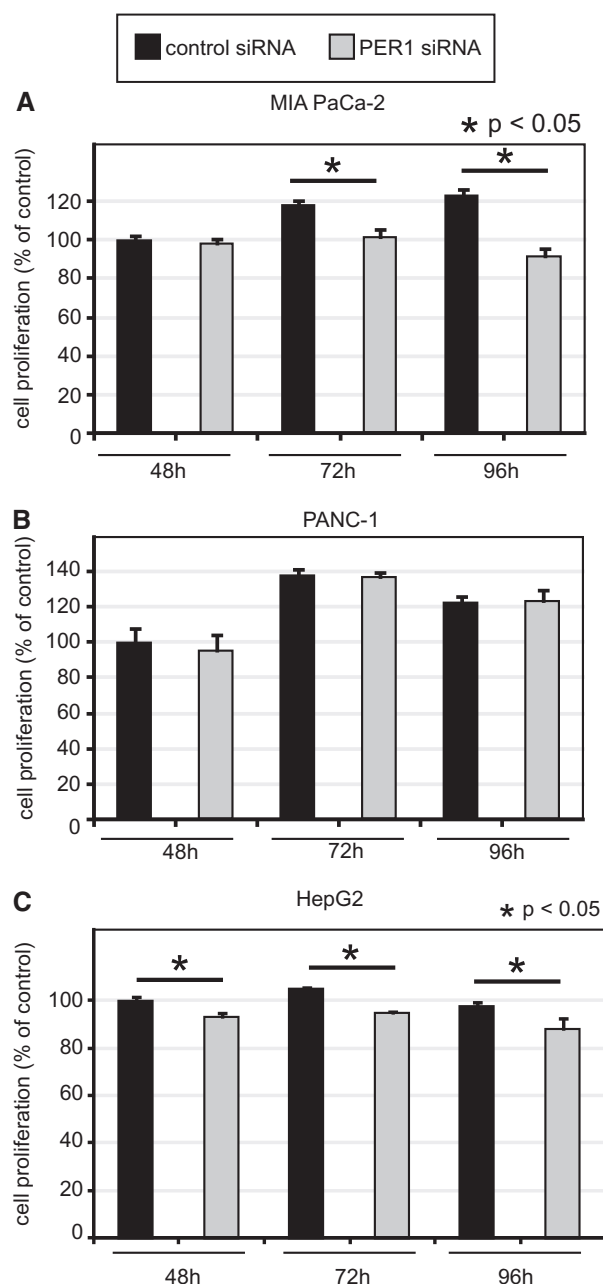 control siRNA PER1 siRNA
A MIA PaCa-2
* p < 0.05
cell proliferation (% of control)
120
100
80
60
40
20
0
* *
48h 72h 96h
B PANC-1
cell proliferation (% of control)
140
120
100
80
60
40
20
0
48h 72h 96h
C HepG2
* p < 0.05
cell proliferation (% of control)
100
80
60
40
20
0
* * *
48h 72h 96h